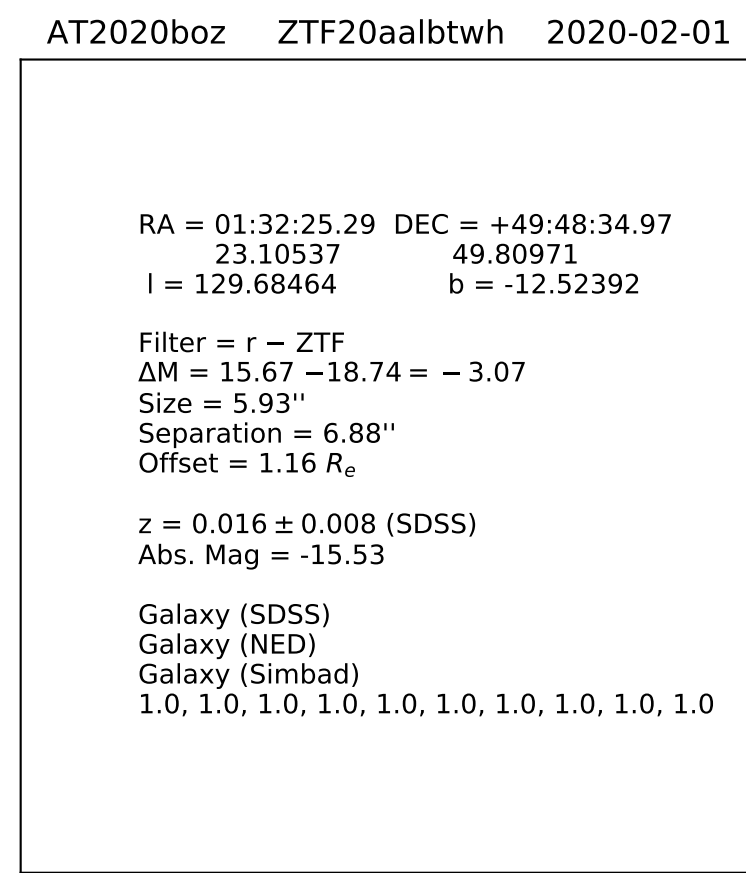 AT2020boz ZTF20aalbtwh 2020-02-01
RA = 01:32:25.29 DEC = +49:48:34.97
23.10537 49.80971
l = 129.68464 b = -12.52392
Filter = r − ZTF
ΔM = 15.67 −18.74 = − 3.07
Size = 5.93''
Separation = 6.88''
Offset = 1.16 Rₑ
z = 0.016 ± 0.008 (SDSS)
Abs. Mag = -15.53
Galaxy (SDSS)
Galaxy (NED)
Galaxy (Simbad)
1.0, 1.0, 1.0, 1.0, 1.0, 1.0, 1.0, 1.0, 1.0, 1.0